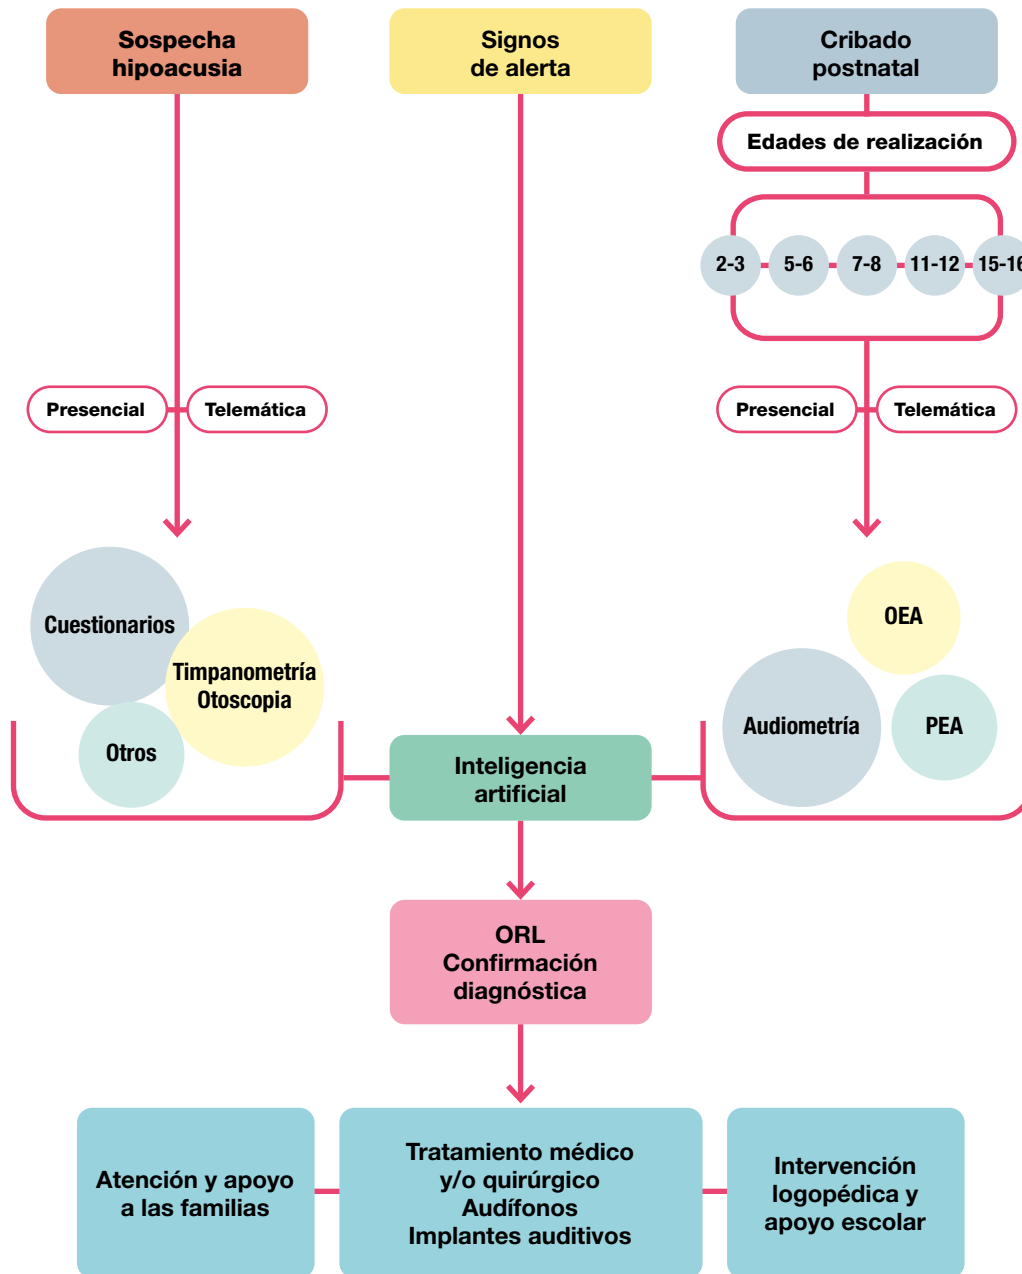 Sospecha
hipoacusia
Signos
de alerta
Cribado
postnatal
Edades de realización
2-3
5-6
7-8
11-12
15-16
Presencial
Telemática
Presencial
Telemática
Cuestionarios
Timpanometría
Otoscopia
Otros
OEA
Audiometría
PEA
Inteligencia
artificial
ORL
Confirmación
diagnóstica
Atención y apoyo
a las familias
Tratamiento médico
y/o quirúrgico
Audífonos
Implantes auditivos
Intervención
logopédica y
apoyo escolar